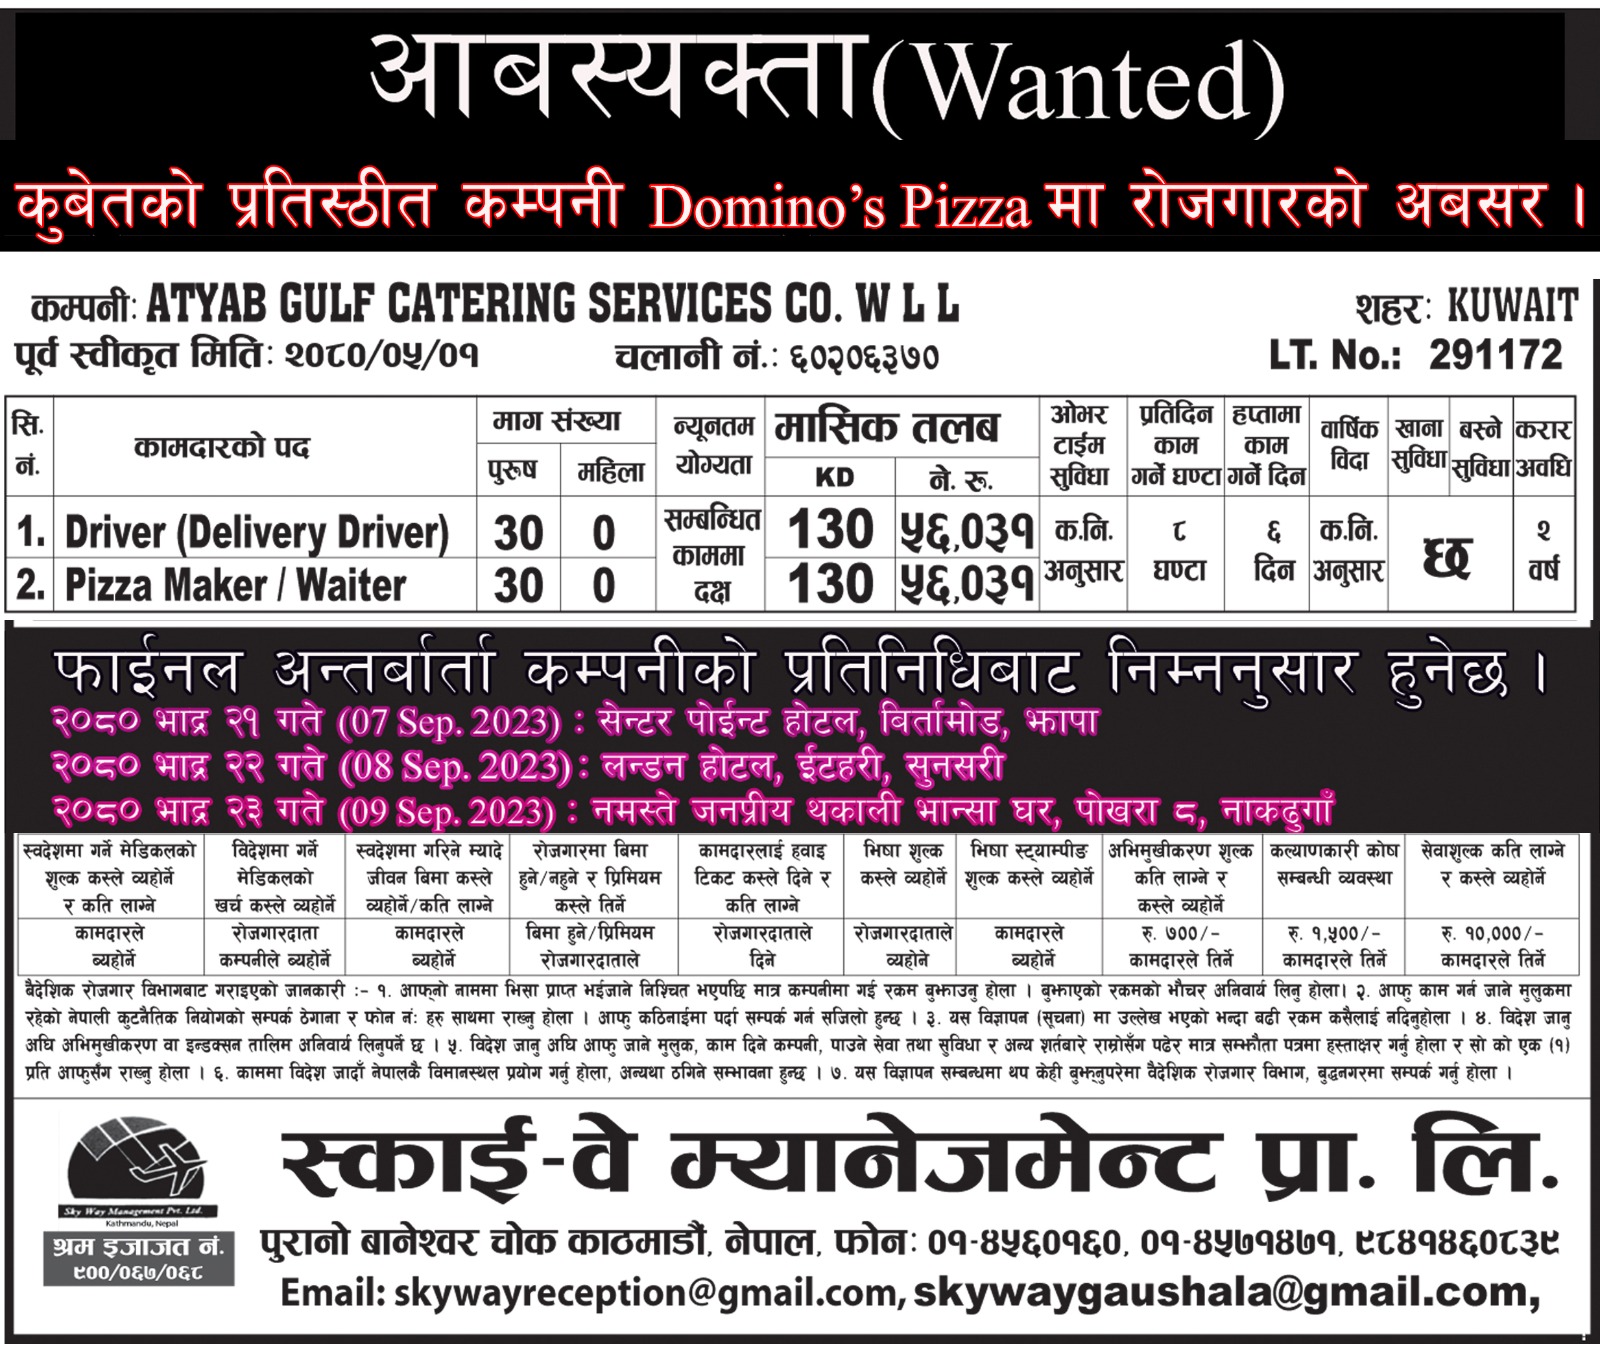 आबस्यक्ता(Wanted)
कुबेतको प्रतिस्ठीत कम्पनी Domino's Pizza मा रोजगारको अबसर ।
कम्पनी: ATYAB GULF CATERING SERVICES CO. W L L शहर: KUWAIT
पूर्व स्वीकृत मिति: २०८०/०५/०१ चलानी नं.: ६०२०६३७० LT. No.: 291172
सि. नं. कामदारको पद माग संख्या पुरुष महिला न्यूनतम योग्यता मासिक तलब KD ने. रू. ओभर टाईम सुविधा प्रतिदिन काम गर्ने घण्टा हप्तामा काम गर्ने दिन वार्षिक विदा खाना सुविधा बस्ने सुविधा करार अवधि
1. Driver (Delivery Driver) 30 0 सम्बन्धित काममा दक्ष 130 ५६,०३१ क.नि. अनुसार ८ घण्टा ६ दिन क.नि. अनुसार छ २ वर्ष
2. Pizza Maker / Waiter 30 0 130 ५६,०३१
फाईनल अन्तर्बार्ता कम्पनीको प्रतिनिधिबाट निम्ननुसार हुनेछ ।
२०८० भाद्र २१ गते (07 Sep. 2023) : सेन्टर पोईन्ट होटल, बिर्तामोड, झापा
२०८० भाद्र २२ गते (08 Sep. 2023) : लन्डन होटल, ईटहरी, सुनसरी
२०८० भाद्र २३ गते (09 Sep. 2023) : नमस्ते जनप्रीय थकाली भान्सा घर, पोखरा ८, नाकढुगाँ
स्वदेशमा गर्ने मेडिकलको शुल्क कस्ले व्यहोर्ने र कति लाग्ने विदेशमा गर्ने मेडिकलको खर्च कस्ले व्यहोर्ने स्वदेशमा गरिने म्यादे जीवन बिमा कस्ले व्यहोर्ने/कति लाग्ने रोजगारमा बिमा हुने/नहुने र प्रिमियम कस्ले तिर्ने कामदारलाई हवाइ टिकट कस्ले दिने र कति लाग्ने भिषा शुल्क कस्ले व्यहोर्ने भिषा स्ट्याम्पीङ शुल्क कस्ले व्यहोर्ने अभिमुखीकरण शुल्क कति लाग्ने र कस्ले व्यहोर्ने कल्याणकारी कोष सम्बन्धी व्यवस्था सेवाशुल्क कति लाग्ने र कस्ले व्यहोर्ने
कामदारले ब्यहोर्ने रोजगारदाता कम्पनीले ब्यहोर्ने कामदारले ब्यहोर्ने बिमा हुने/प्रिमियम रोजगारदाताले रोजगारदाताले दिने रोजगारदाताले व्यहोने कामदारले ब्यहोर्ने रु. ७००/- कामदारले तिर्ने रु. १,५००/- कामदारले तिर्ने रु. १०,०००/- कामदारले तिर्ने
बैदेशिक रोजगार विभागबाट गराइएको जानकारी :- १. आफ्नो नाममा भिसा प्राप्त भईजाने निश्चित भएपछि मात्र कम्पनीमा गई रकम बुझाउनु होला । बुझाएको रकमको भौचर अनिवार्य लिनु होला। २. आफु काम गर्न जाने मुलुकमा
रहेको नेपाली कुटनैतिक नियोगको सम्पर्क ठेगाना र फोन नं: हरु साथमा राख्नु होला । आफु कठिनाईमा पर्दा सम्पर्क गर्न सजिलो हुन्छ । ३. यस विज्ञापन (सूचना) मा उल्लेख भएको भन्दा बढी रकम कसैलाई नदिनुहोला । ४. विदेश जानु
अघि अभिमुखीकरण वा इन्डक्सन तालिम अनिवार्य लिनुपर्ने छ । ५. विदेश जानु अघि आफु जाने मुलुक, काम दिने कम्पनी, पाउने सेवा तथा सुविधा र अन्य शर्तबारे राम्रोसँग पढेर मात्र सम्झौता पत्रमा हस्ताक्षर गर्नु होला र सो को एक (१)
प्रति आफुसँग राख्नु होला । ६. काममा विदेश जादाँ नेपालकै विमानस्थल प्रयोग गर्नु होला, अन्यथा ठगिने सम्भावना हुन्छ । ७. यस विज्ञापन सम्बन्धमा थप केही बुझ्नुपरेमा वैदेशिक रोजगार विभाग, बुद्धनगरमा सम्पर्क गर्नु होला ।
Sky Way Management Pvt. Ltd.
Kathmandu, Nepal
श्रम इजाजत नं.
९००/०६७/०६८
स्काई-वे म्यानेजमेन्ट प्रा. लि.
पुरानो बानेश्वर चोक काठमाडौं, नेपाल, फोन: ०१-४५६०१६०, ०१-४५७१४७१, ९८४१४६०८३९
Email: skywayreception@gmail.com, skywaygaushala@gmail.com,